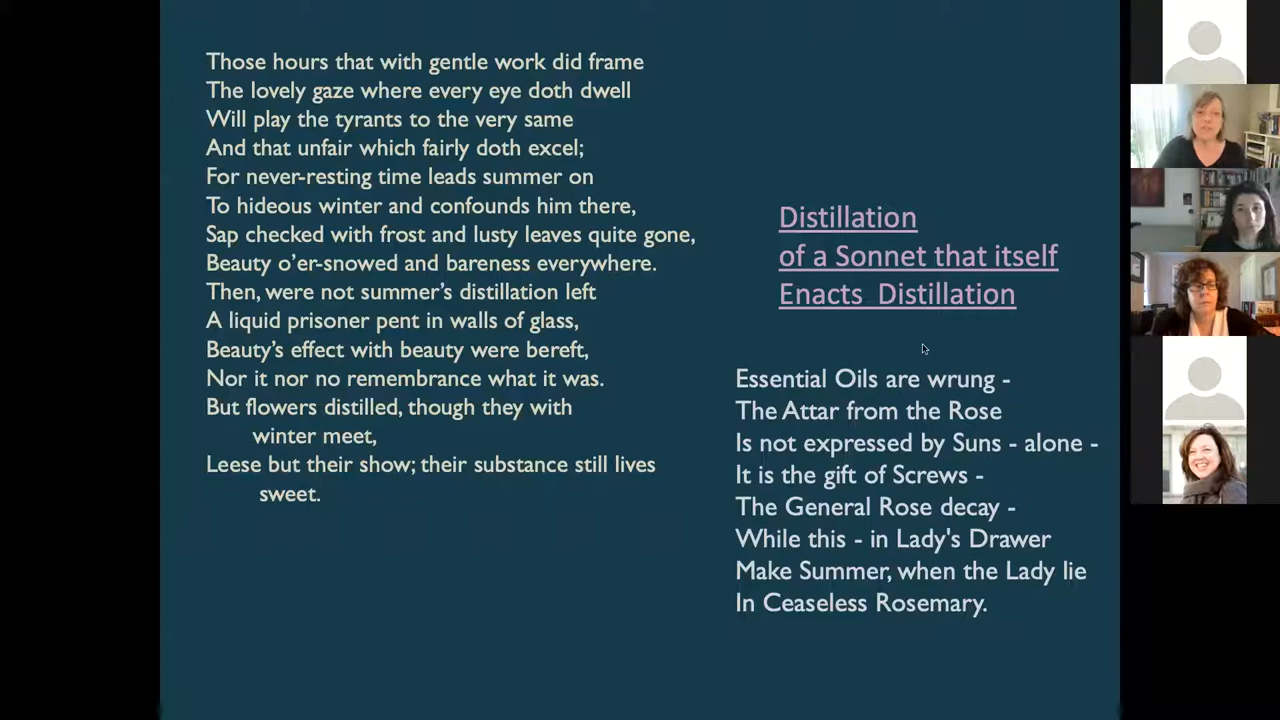 Those hours that with gentle work did frame
The lovely gaze where every eye doth dwell
Will play the tyrants to the very same
And that unfair which fairly doth excel;
For never-resting time leads summer on
To hideous winter and confounds him there,
Sap checked with frost and lusty leaves quite gone,
Beauty o'er-snowed and bareness everywhere.
Then, were not summer's distillation left
A liquid prisoner pent in walls of glass,
Beauty's effect with beauty were bereft,
Nor it nor no remembrance what it was.
But flowers distilled, though they with
winter meet,
Leese but their show; their substance still lives
sweet.
Distillation
of a Sonnet that itself
Enacts  Distillation
Essential Oils are wrung -
The Attar from the Rose
Is not expressed by Suns - alone -
It is the gift of Screws -
The General Rose decay -
While this - in Lady's Drawer
Make Summer, when the Lady lie
In Ceaseless Rosemary.